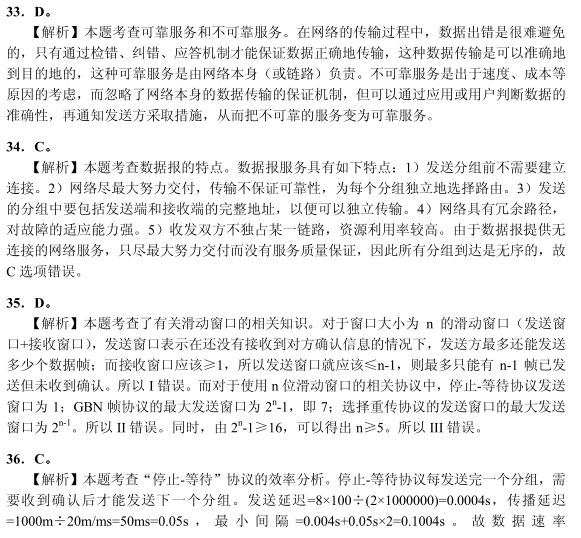 33．D。
【解析】本题考查可靠服务和不可靠服务。在网络的传输过程中，数据出错是很难避免
的，只有通过检错、纠错、应答机制才能保证数据正确地传输，这种数据传输是可以准确地
到目的地的，这种可靠服务是由网络本身（或链路）负责。不可靠服务是出于速度、成本等
原因的考虑，而忽略了网络本身的数据传输的保证机制，但可以通过应用或用户判断数据的
准确性，再通知发送方采取措施，从而把不可靠的服务变为可靠服务。
34．C。
【解析】本题考查数据报的特点。数据报服务具有如下特点：1）发送分组前不需要建立
连接。2）网络尽最大努力交付，传输不保证可靠性，为每个分组独立地选择路由。3）发送
的分组中要包括发送端和接收端的完整地址，以便可以独立传输。4）网络具有冗余路径，
对故障的适应能力强。5）收发双方不独占某一链路，资源利用率较高。由于数据报提供无
连接的网络服务，只尽最大努力交付而没有服务质量保证，因此所有分组到达是无序的，故
C 选项错误。
35．D。
【解析】本题考查了有关滑动窗口的相关知识。对于窗口大小为 n 的滑动窗口（发送窗
口+接收窗口），发送窗口表示在还没有接收到对方确认信息的情况下，发送方最多还能发送
多少个数据帧；而接收窗口应该≥1，所以发送窗口就应该≤n-1，则最多只能有 n-1 帧已发
送但未收到确认。所以 I 错误。而对于使用 n 位滑动窗口的相关协议中，停止-等待协议发送
窗口为 1；GBN 帧协议的最大发送窗口为 2ⁿ-1，即 7；选择重传协议的发送窗口的最大发送
窗口为 2ⁿ⁻¹。所以 II 错误。同时，由 2ⁿ-1≥16，可以得出 n≥5。所以 III 错误。
36．C。
【解析】本题考查“停止-等待”协议的效率分析。停止-等待协议每发送完一个分组，需
要收到确认后才能发送下一个分组。发送延迟=8×100÷(2×1000000)=0.0004s，传播延迟
=1000m÷20m/ms=50ms=0.05s，最小间隔=0.004s+0.05s×2=0.1004s。故数据速率